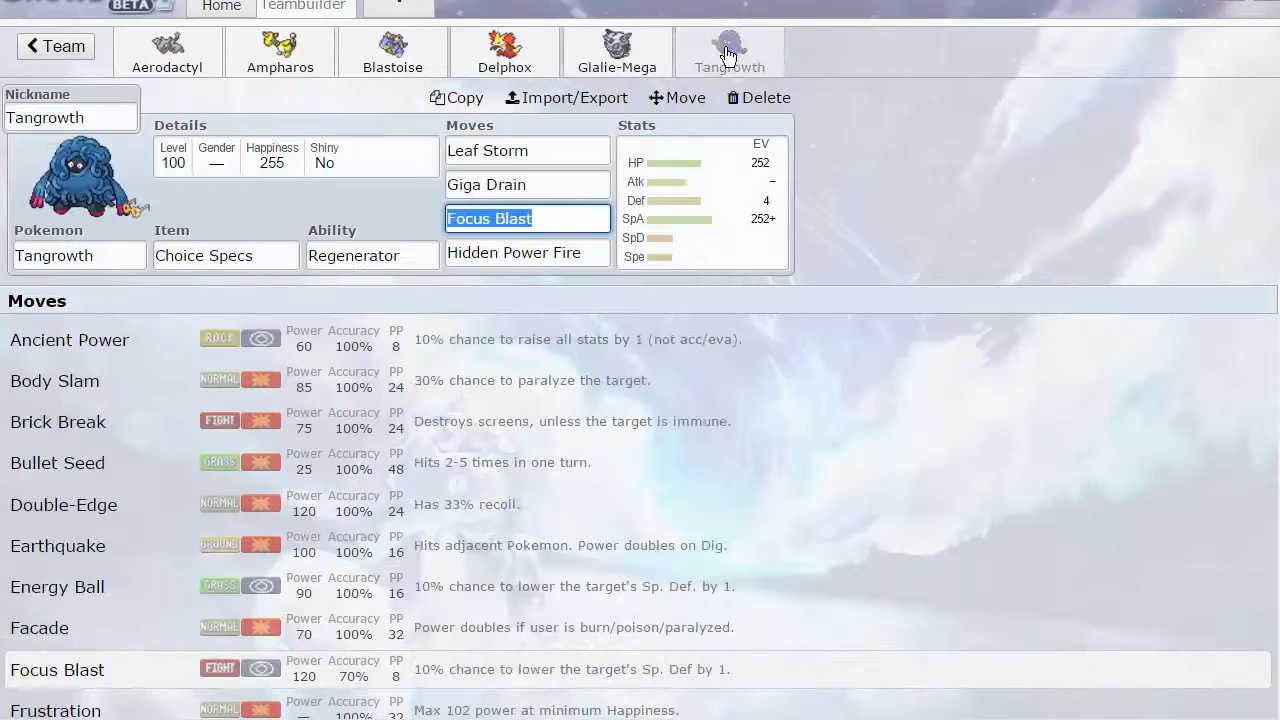 BETA Home Teambuilder
Team Aerodactyl Ampharos Blastoise Delphox Glalie-Mega Tangrowth
Nickname
Tangrowth
Copy Import/Export Move Delete
Details Moves Stats
Level Gender Happiness Shiny
100 — 255 No
EV
Leaf Storm
Giga Drain
Focus Blast
Hidden Power Fire
HP 252
Atk –
Def 4
SpA 252+
SpD
Spe
Pokemon Item Ability
Tangrowth Choice Specs Regenerator
Moves
Ancient Power ROCK Power 60 Accuracy 100% PP 8 10% chance to raise all stats by 1 (not acc/eva).
Body Slam NORMAL Power 85 Accuracy 100% PP 24 30% chance to paralyze the target.
Brick Break FIGHT Power 75 Accuracy 100% PP 24 Destroys screens, unless the target is immune.
Bullet Seed GRASS Power 25 Accuracy 100% PP 48 Hits 2-5 times in one turn.
Double-Edge NORMAL Power 120 Accuracy 100% PP 24 Has 33% recoil.
Earthquake GROUND Power 100 Accuracy 100% PP 16 Hits adjacent Pokemon. Power doubles on Dig.
Energy Ball GRASS Power 90 Accuracy 100% PP 16 10% chance to lower the target's Sp. Def. by 1.
Facade NORMAL Power 70 Accuracy 100% PP 32 Power doubles if user is burn/poison/paralyzed.
Focus Blast FIGHT Power 120 Accuracy 70% PP 8 10% chance to lower the target's Sp. Def by 1.
Frustration NORMAL Power — Accuracy 100% PP 32 Max 102 power at minimum Happiness.